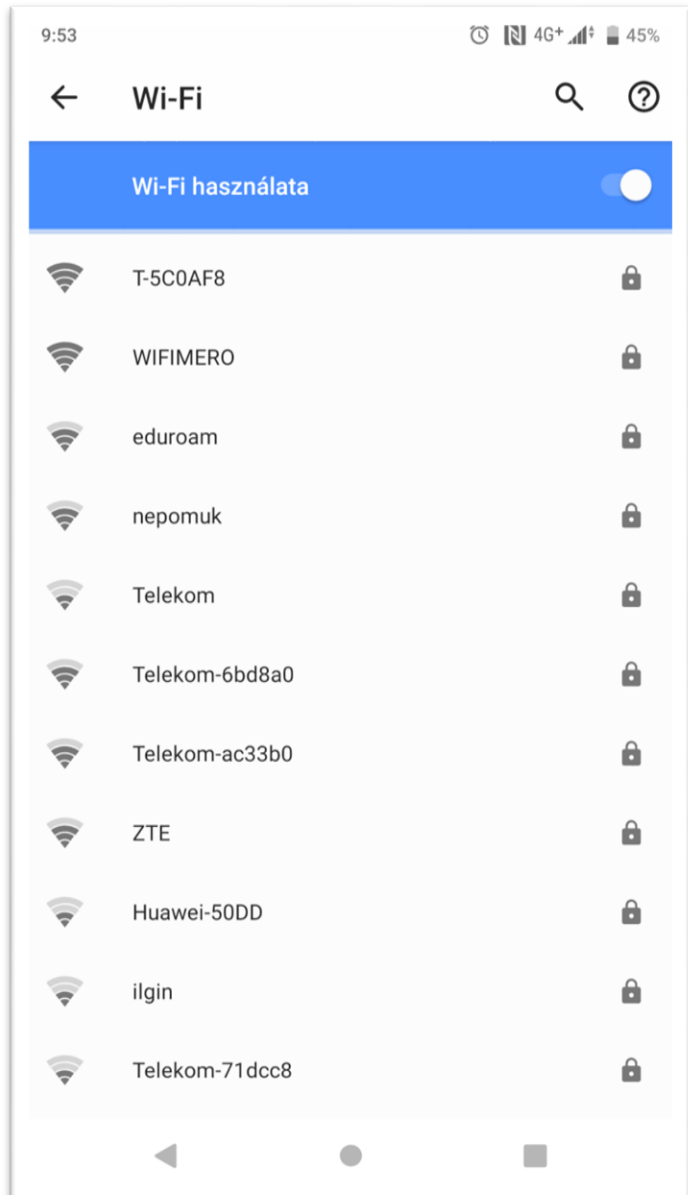 9:53 4G+ 45%
Wi-Fi
Wi-Fi használata
T-5C0AF8
WIFIMERO
eduroam
nepomuk
Telekom
Telekom-6bd8a0
Telekom-ac33b0
ZTE
Huawei-50DD
ilgin
Telekom-71dcc8